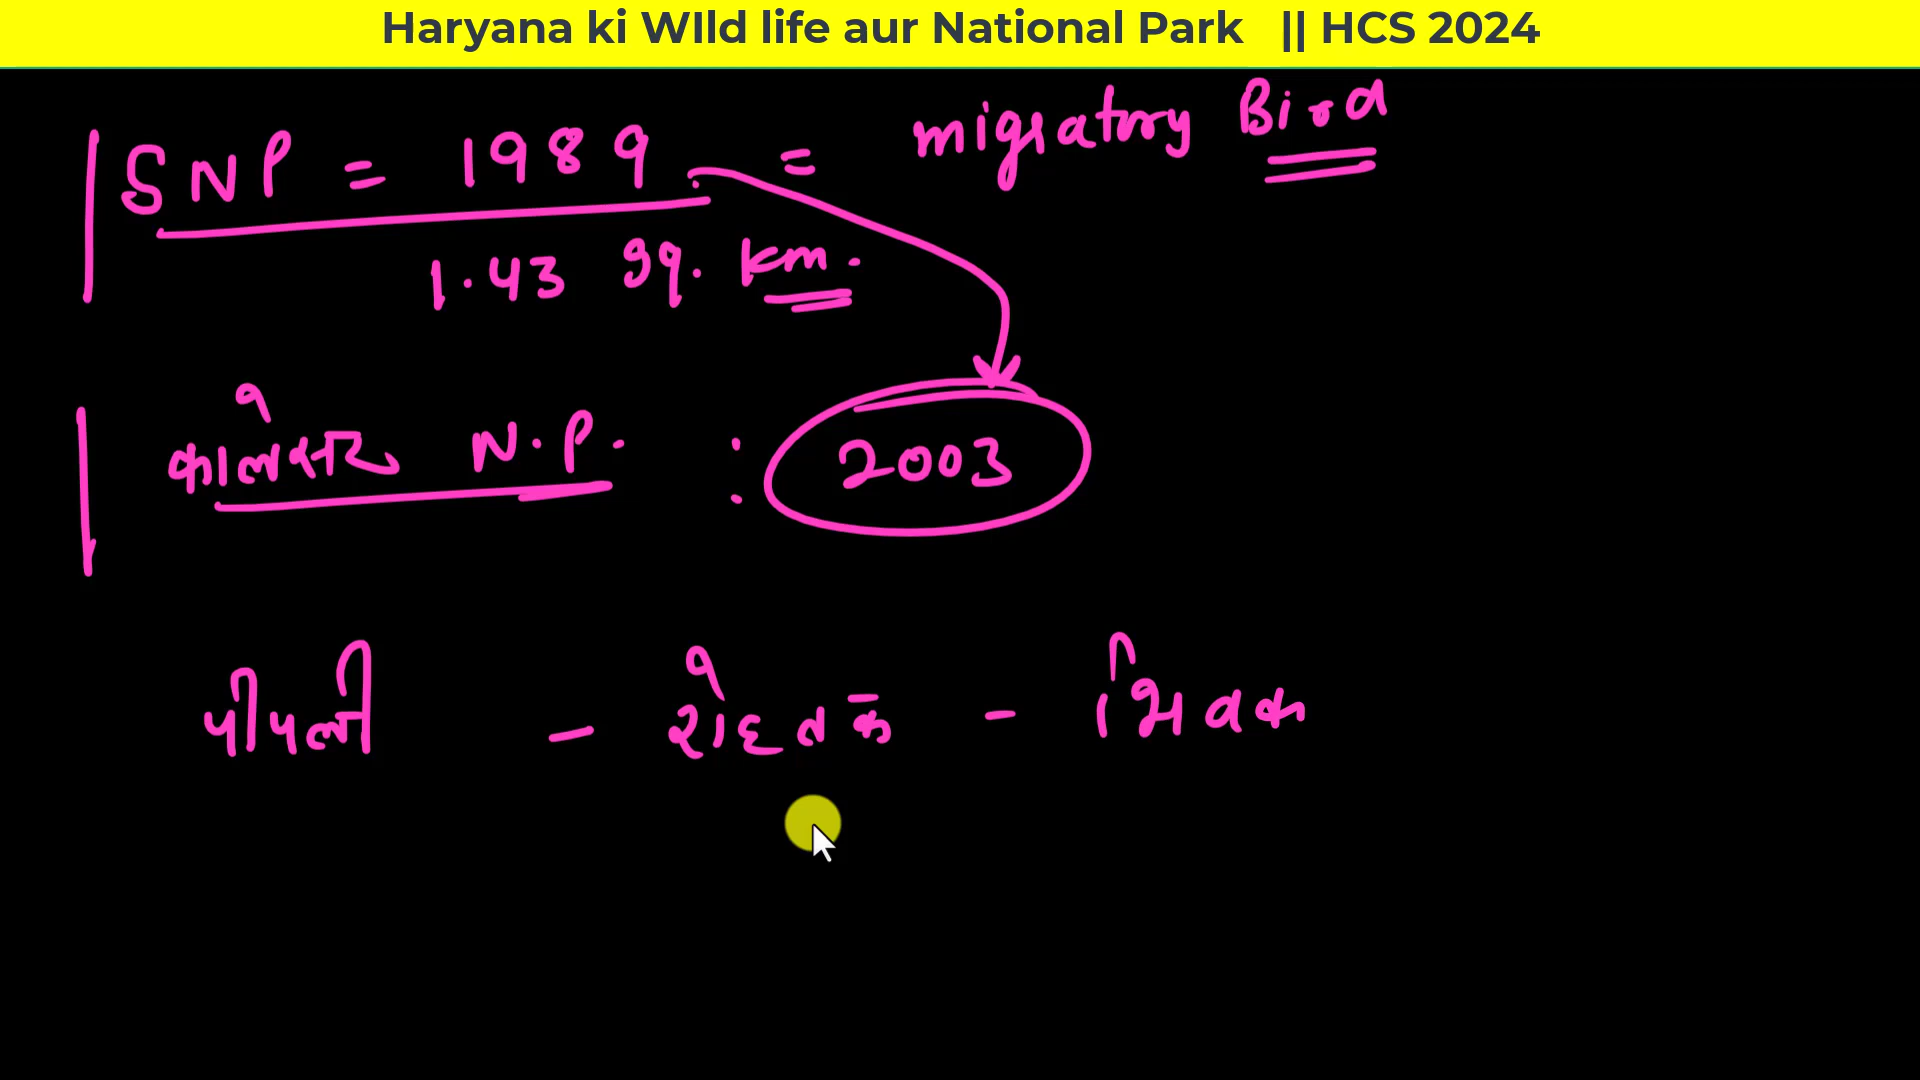 Haryana ki WIld life aur National Park || HCS 2024
SNP = 1989. = migratory Bird
1.43 sq. km.
कालेसर N.P. : 2003
पीपली - रोहतक -